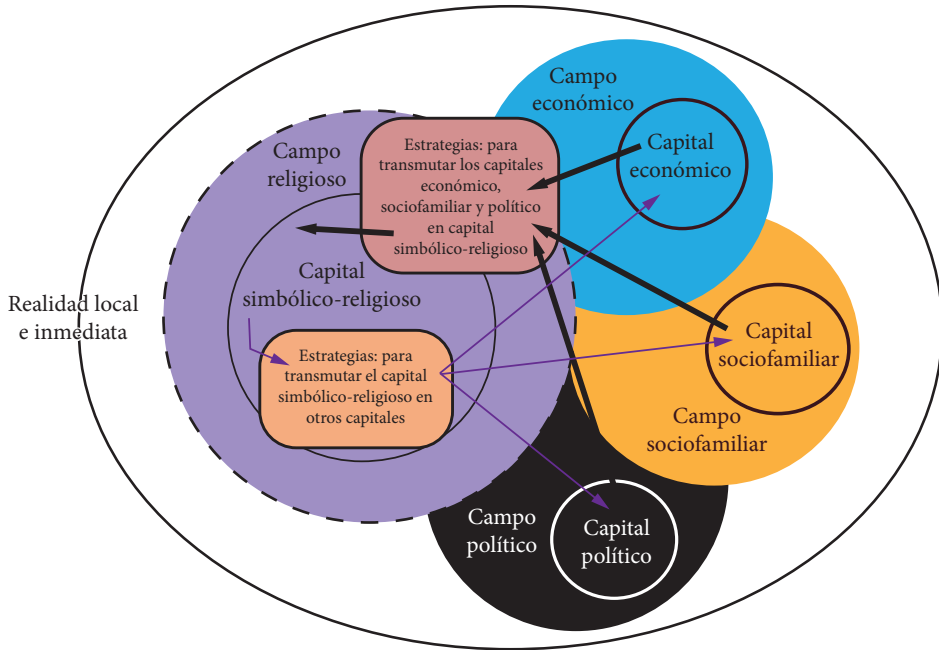 Campo
económico
Capital
económico
Campo
religioso
Estrategias: para
transmutar los capitales
económico,
sociofamiliar y político
en capital
simbólico-religioso
Capital
simbólico-religioso
Realidad local
e inmediata
Estrategias: para
transmutar el capital
simbólico-religioso en
otros capitales
Capital
sociofamiliar
Campo
sociofamiliar
Campo
político
Capital
político